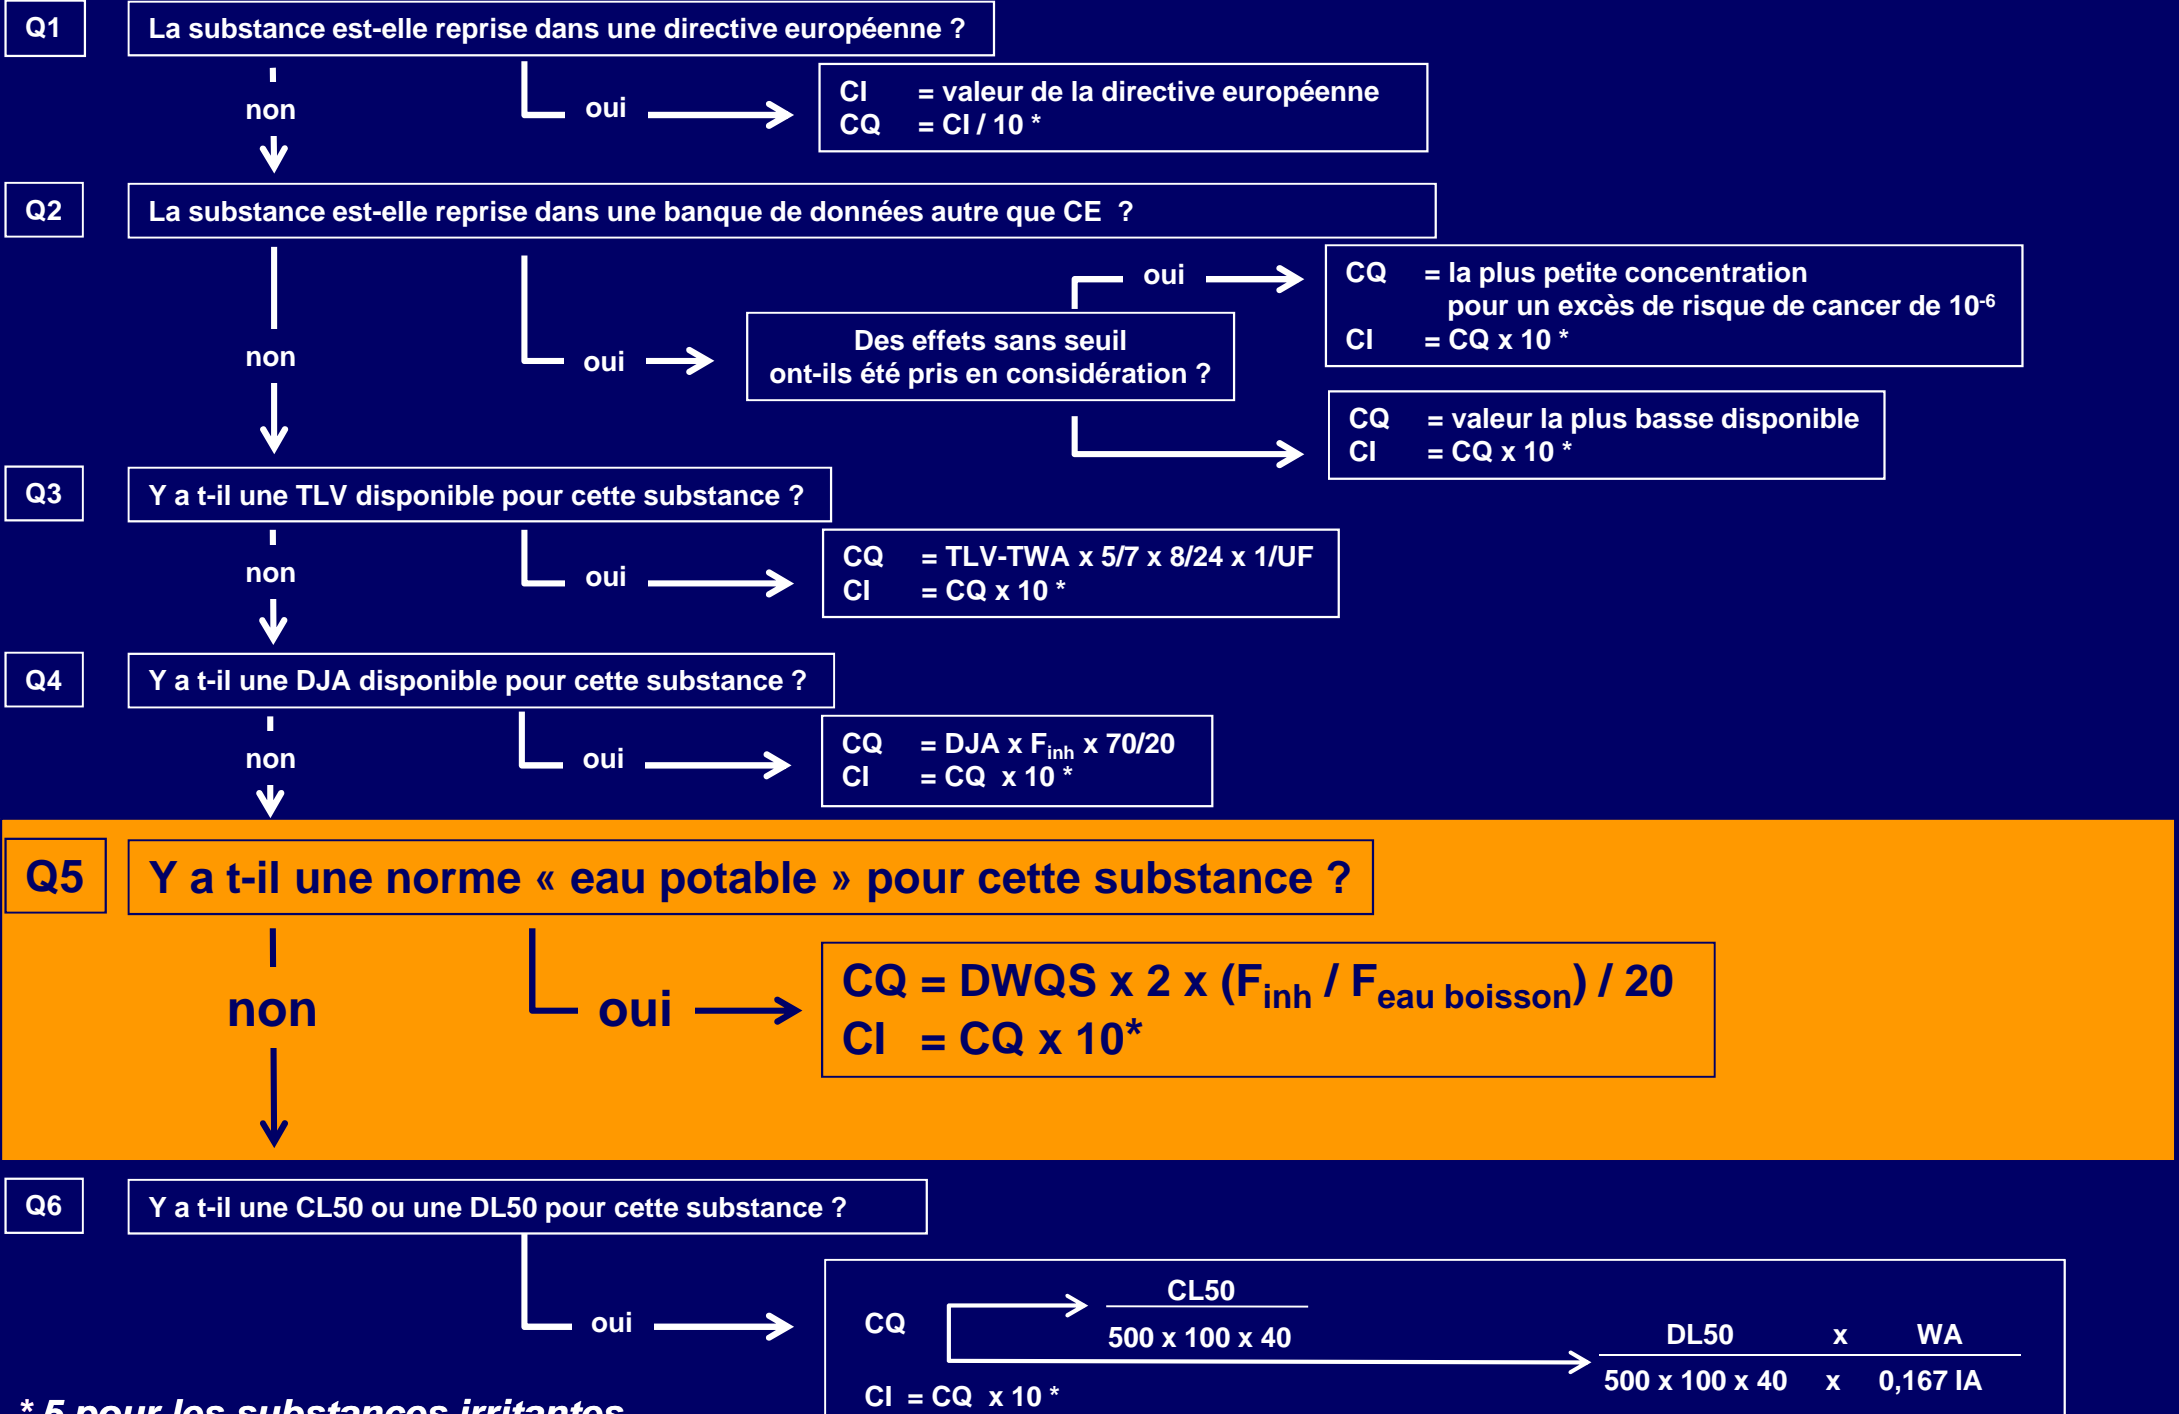 Q1 La substance est-elle reprise dans une directive européenne ?
non
oui
CI = valeur de la directive européenne
CQ = CI / 10 *
Q2 La substance est-elle reprise dans une banque de données autre que CE ?
non
oui
Des effets sans seuil
ont-ils été pris en considération ?
oui
CQ = la plus petite concentration
pour un excès de risque de cancer de 10-6
CI = CQ x 10 *
CQ = valeur la plus basse disponible
CI = CQ x 10 *
Q3 Y a t-il une TLV disponible pour cette substance ?
non
oui
CQ = TLV-TWA x 5/7 x 8/24 x 1/UF
CI = CQ x 10 *
Q4 Y a t-il une DJA disponible pour cette substance ?
non
oui
CQ = DJA x Finh x 70/20
CI = CQ x 10 *
Q5 Y a t-il une norme « eau potable » pour cette substance ?
non
oui
CQ = DWQS x 2 x (Finh / Feau boisson) / 20
CI = CQ x 10*
Q6 Y a t-il une CL50 ou une DL50 pour cette substance ?
oui
CQ
CL50
500 x 100 x 40
DL50 x WA
500 x 100 x 40 x 0,167 IA
CI = CQ x 10 *
* 5 pour les substances irritantes